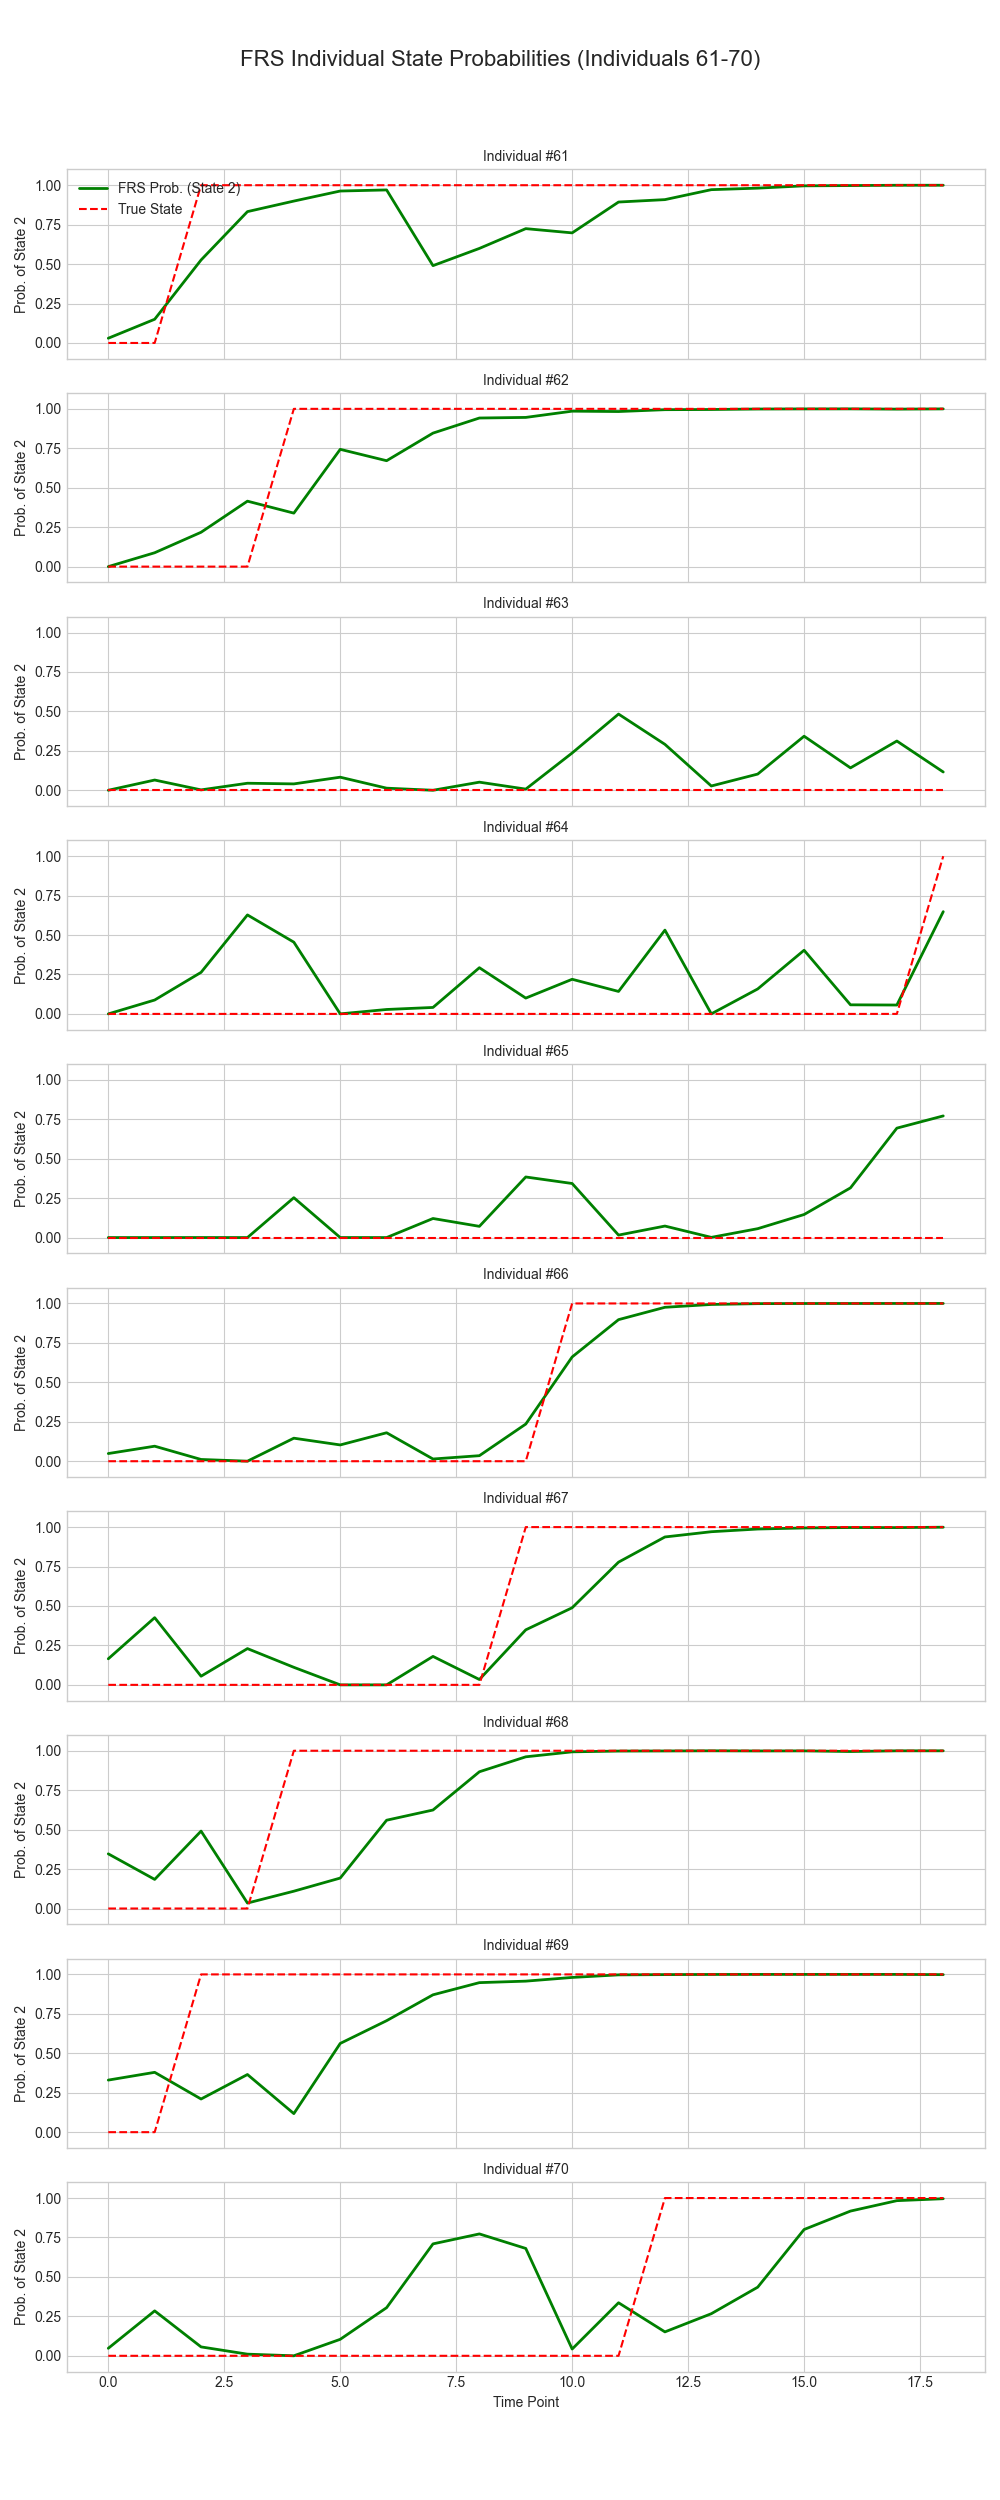 FRS Individual State Probabilities (Individuals 61-70)
Individual #61
FRS Prob. (State 2)
True State
Prob. of State 2
1.00
0.75
0.50
0.25
0.00
Individual #62
Prob. of State 2
1.00
0.75
0.50
0.25
0.00
Individual #63
Prob. of State 2
1.00
0.75
0.50
0.25
0.00
Individual #64
Prob. of State 2
1.00
0.75
0.50
0.25
0.00
Individual #65
Prob. of State 2
1.00
0.75
0.50
0.25
0.00
Individual #66
Prob. of State 2
1.00
0.75
0.50
0.25
0.00
Individual #67
Prob. of State 2
1.00
0.75
0.50
0.25
0.00
Individual #68
Prob. of State 2
1.00
0.75
0.50
0.25
0.00
Individual #69
Prob. of State 2
1.00
0.75
0.50
0.25
0.00
Individual #70
Prob. of State 2
1.00
0.75
0.50
0.25
0.00
0.0 2.5 5.0 7.5 10.0 12.5 15.0 17.5
Time Point